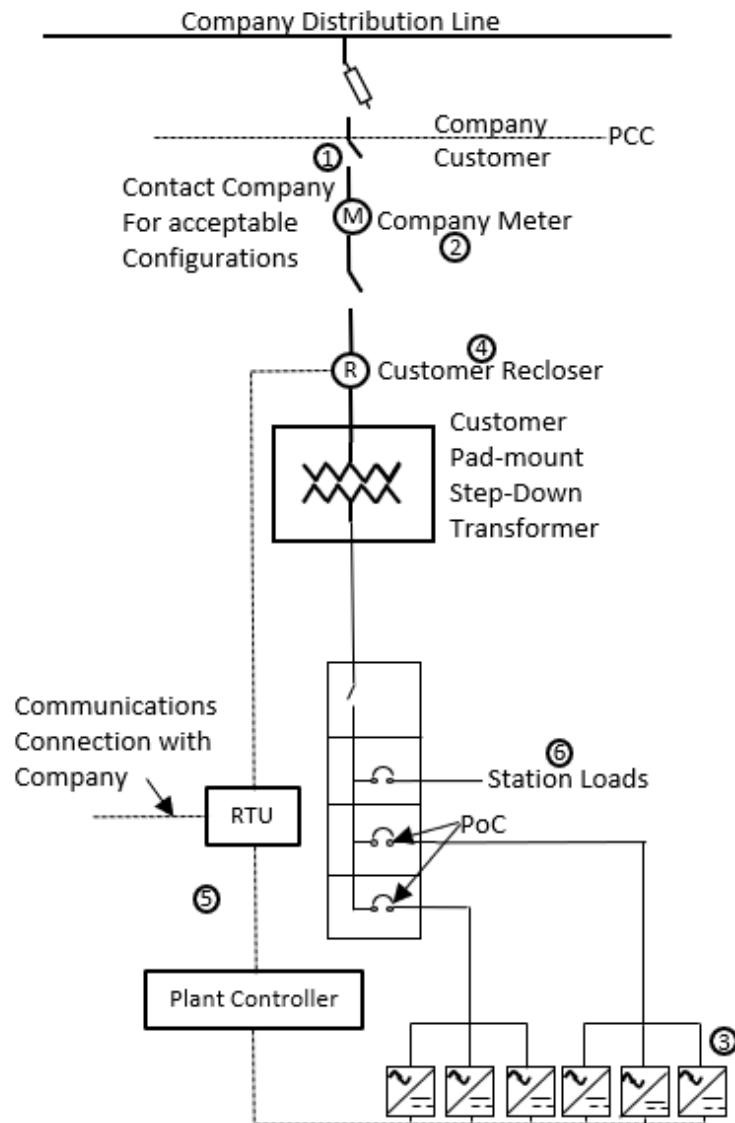 Company Distribution Line
Company
PCC
Customer
1
Contact Company
For acceptable
Configurations
M
Company Meter
2
4
R
Customer Recloser
Customer
Pad-mount
Step-Down
Transformer
Communications
Connection with
Company
6
Station Loads
RTU
PoC
5
Plant Controller
3